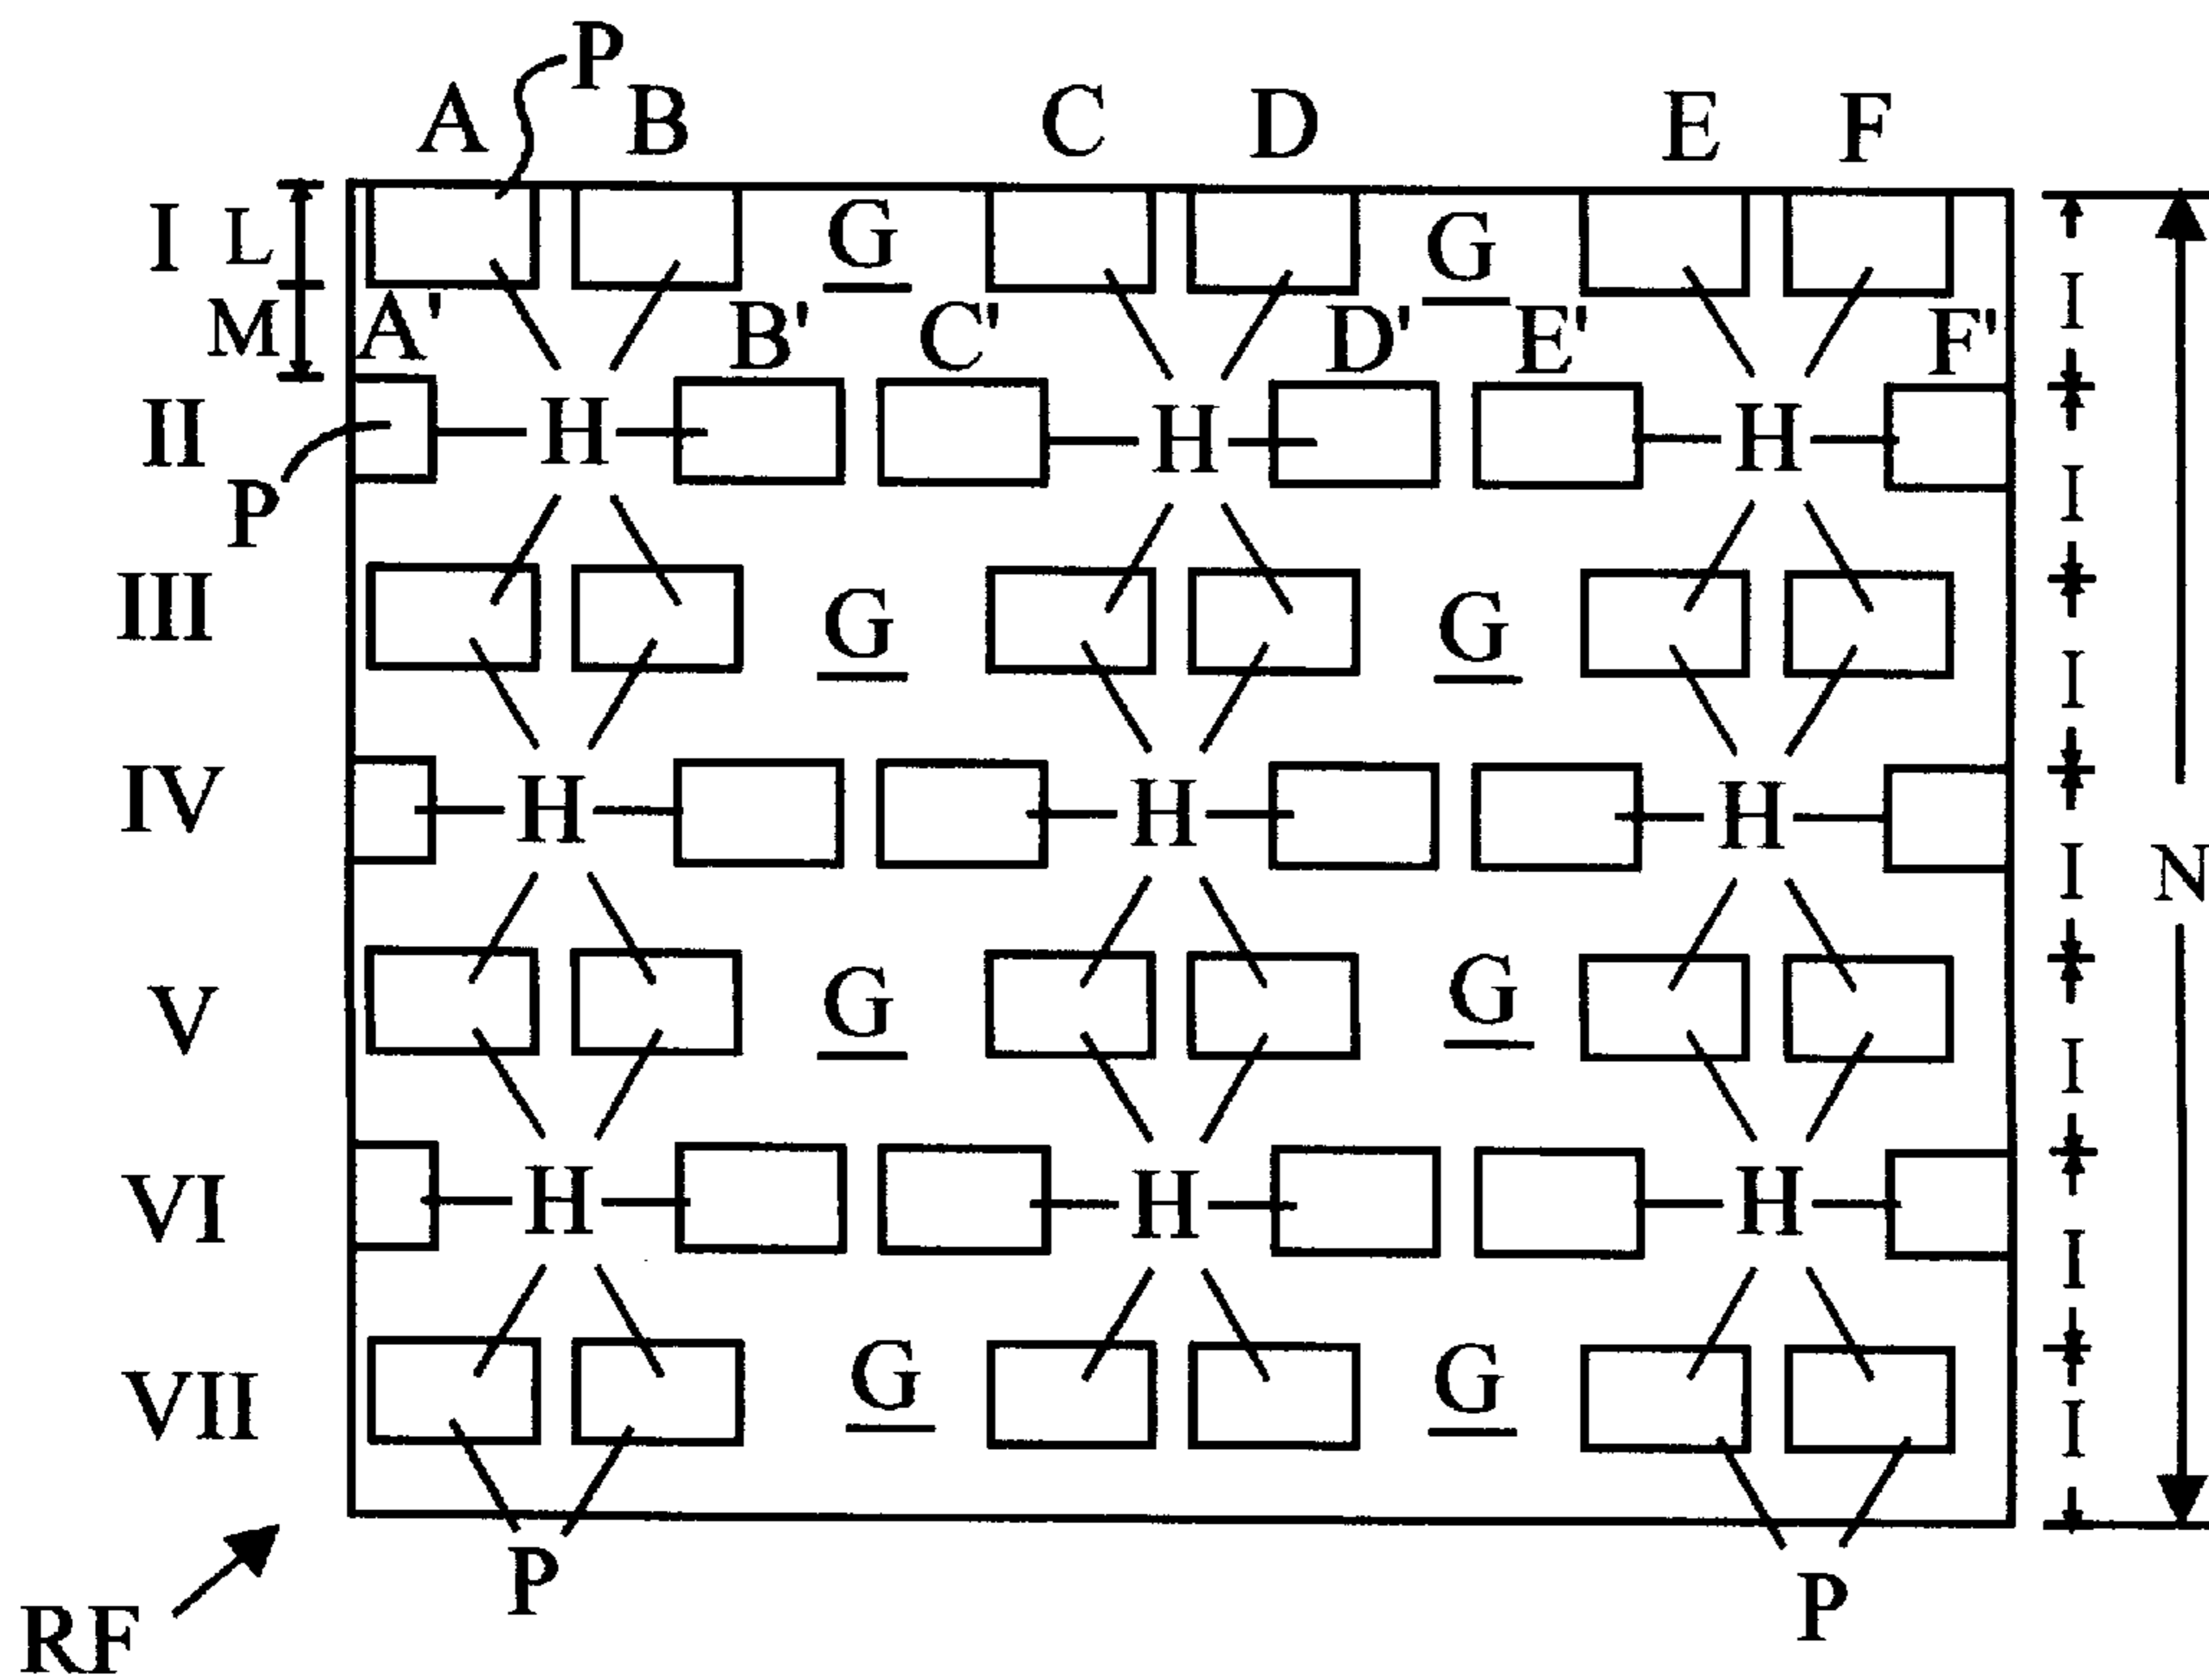 P
A B C D E F
I L G G
M A' B' C' D' E' F' I
II H H H
P I
III G G
I
IV H H H I
N
V G G
I
VI H H H
I
VII G G I
P P
RF